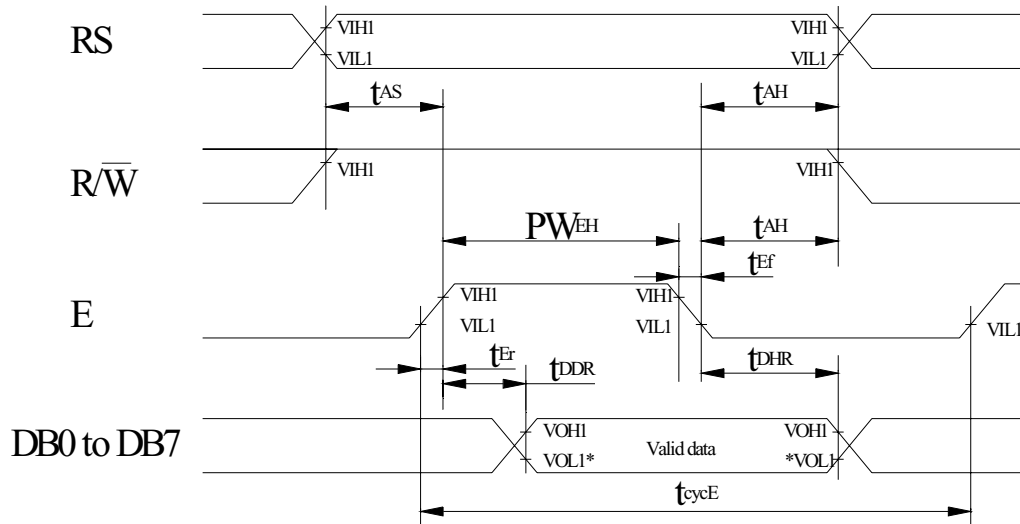 RS
VIH1
VIL1
VIH1
VIL1
tAS
tAH
R/W̅
VIH1
VIH1
PWEH
tAH
tEf
E
VIH1
VIL1
VIH1
VIL1
VIL1
tEr
tDDR
tDHR
DB0 to DB7
VOH1
VOL1*
Valid data
VOH1
*VOL1
tcycE